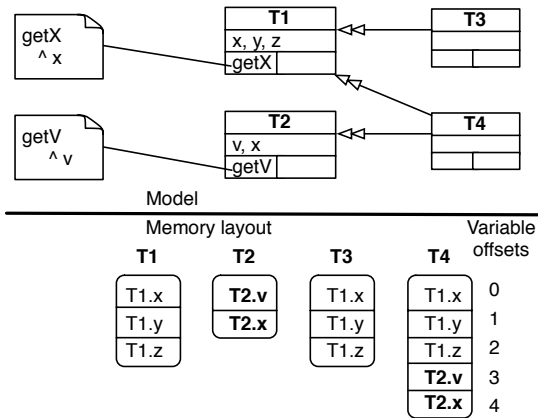 getX
^ x
T1
x, y, z
getX
T3
getV
^ v
T2
v, x
getV
T4
Model
Memory layout
Variable
offsets
T1 T2 T3 T4
T1.x T2.v T1.x T1.x 0
T1.y T2.x T1.y T1.y 1
T1.z T1.z T1.z 2
T2.v 3
T2.x 4